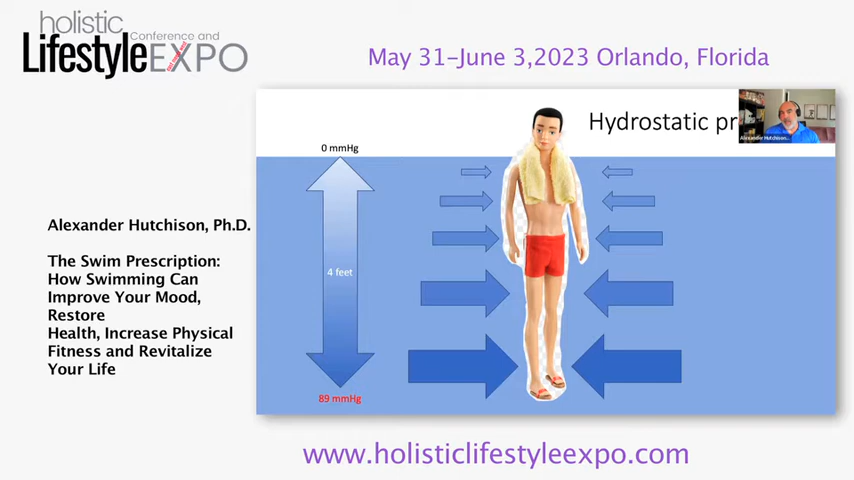 holistic
Conference and
LifestyleEXPO
May 31-June 3,2023 Orlando, Florida
Hydrostatic pr
Alexander Hutchison...
0 mmHg
4 feet
89 mmHg
Alexander Hutchison, Ph.D.
The Swim Prescription:
How Swimming Can
Improve Your Mood,
Restore
Health, Increase Physical
Fitness and Revitalize
Your Life
www.holisticlifestyleexpo.com